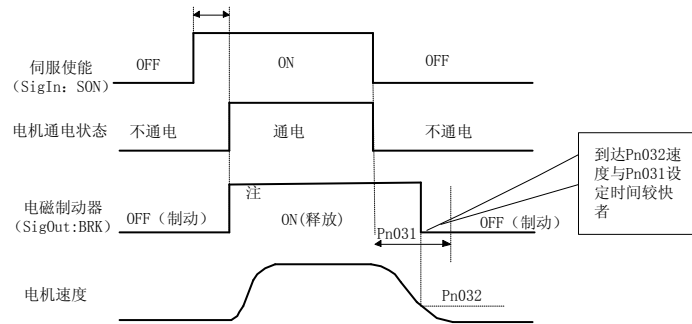 伺服使能
（SigIn: SON）
OFF
ON
OFF
电机通电状态
不通电
通电
不通电
到达Pn032速
度与Pn031设
定时间较快
者
注
电磁制动器
（SigOut:BRK）
OFF（制动）
ON(释放)
Pn031
OFF（制动）
电机速度
Pn032